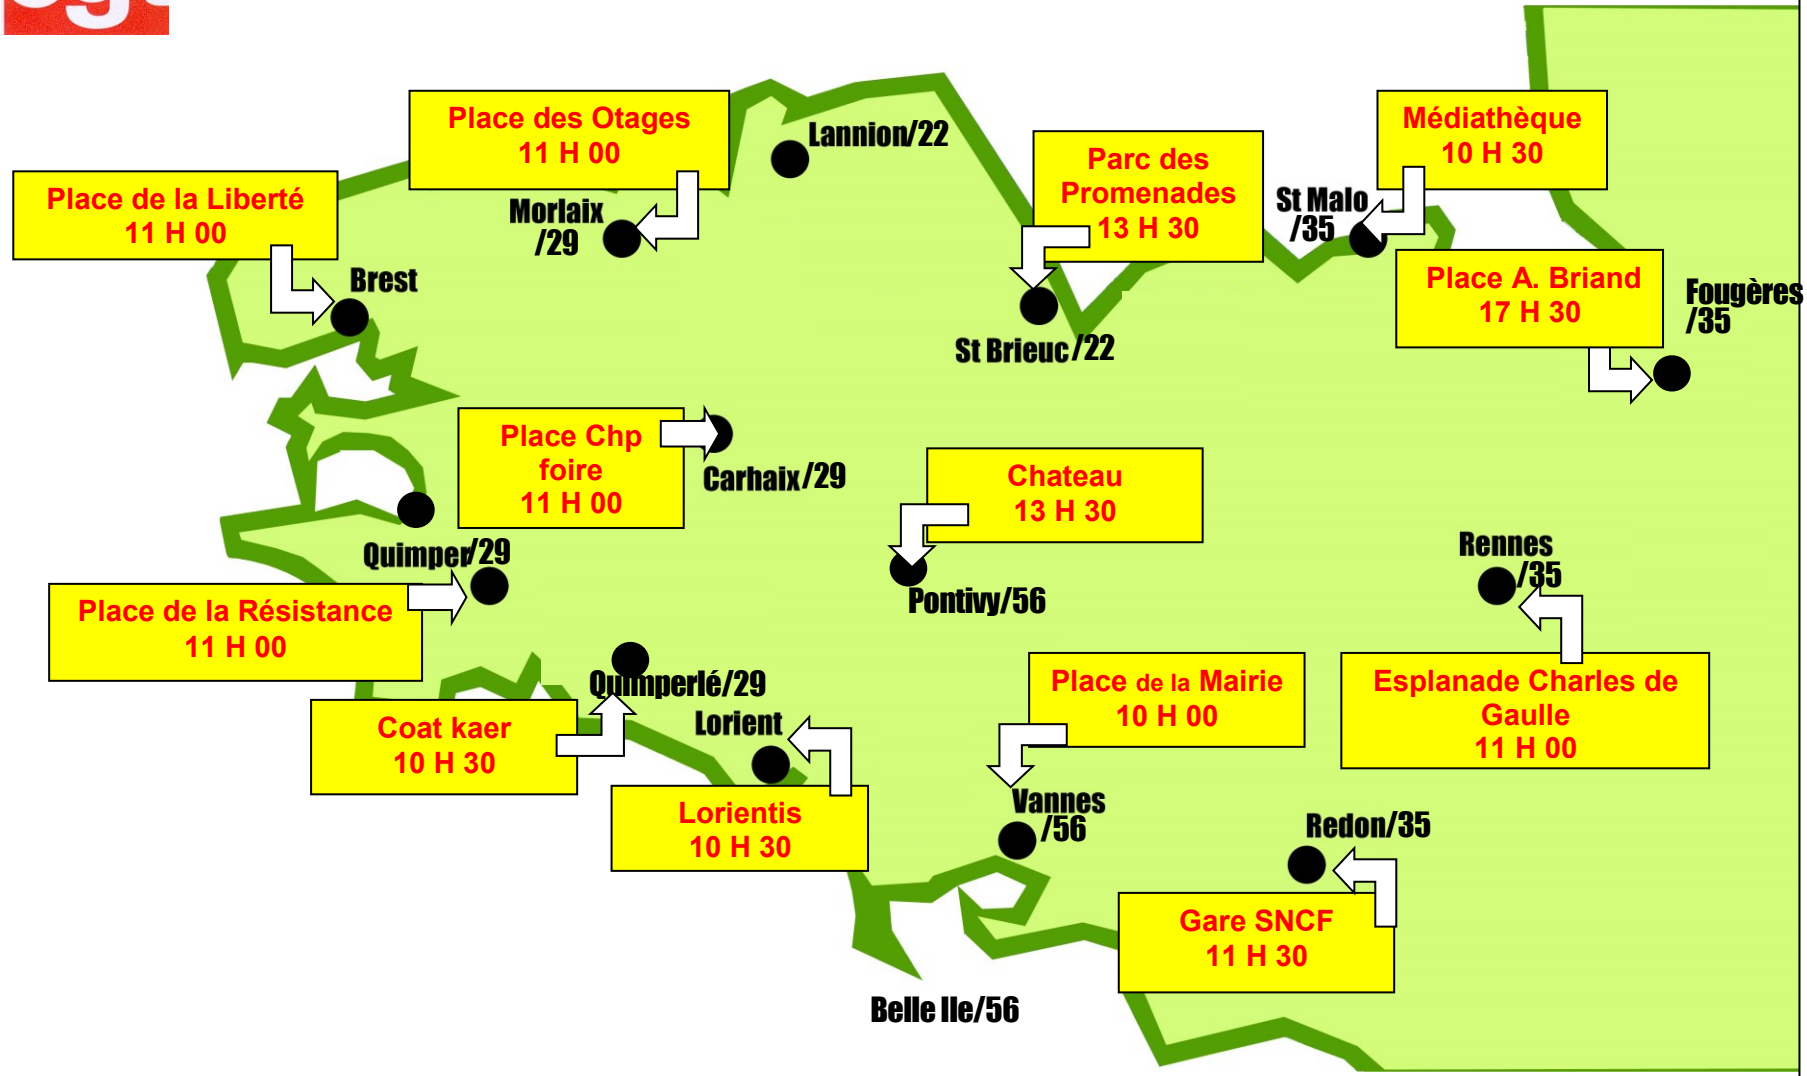 cgt
Place des Otages
11 H 00
Lannion/22
Médiathèque
10 H 30
Parc des
Promenades
13 H 30
Place de la Liberté
11 H 00
Morlaix
/29
St Malo
/35
Brest
Place A. Briand
17 H 30
Fougères
/35
St Brieuc/22
Place Chp
foire
11 H 00
Carhaix/29
Chateau
13 H 30
Quimper/29
Rennes
/35
Place de la Résistance
11 H 00
Pontivy/56
Quimperlé/29
Place de la Mairie
10 H 00
Esplanade Charles de
Gaulle
11 H 00
Coat kaer
10 H 30
Lorient
Lorientis
10 H 30
Vannes
/56
Redon/35
Gare SNCF
11 H 30
Belle Ile/56